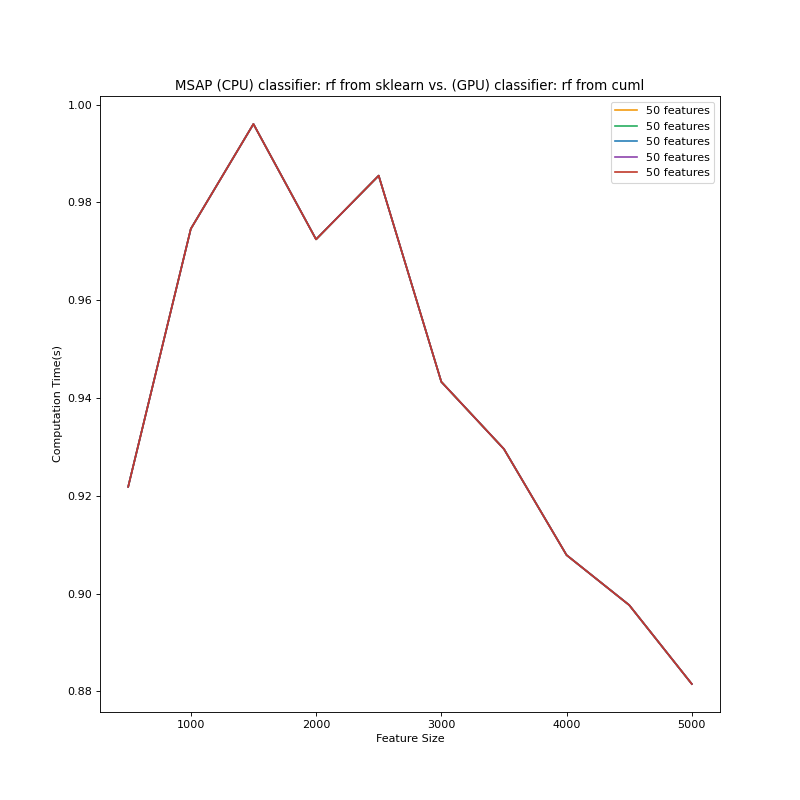 MSAP (CPU) classifier: rf from sklearn vs. (GPU) classifier: rf from cuml
1.00
0.98
0.96
0.94
0.92
0.90
0.88
Computation Time(s)
50 features
50 features
50 features
50 features
50 features
1000 2000 3000 4000 5000
Feature Size